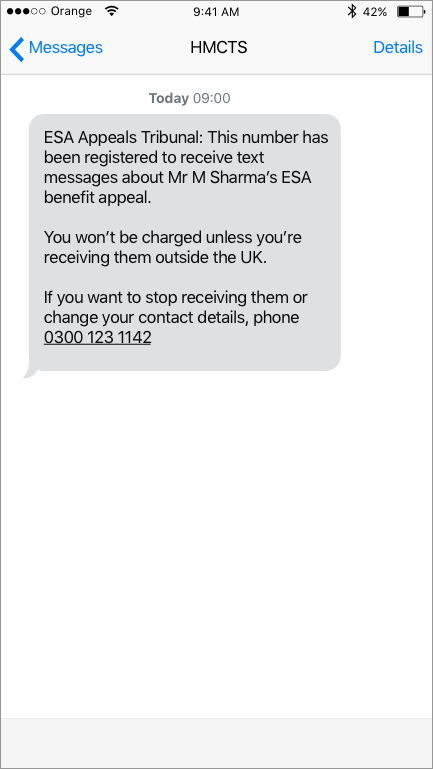 Orange 9:41 AM 42%
Messages HMCTS Details
Today 09:00
ESA Appeals Tribunal: This number has
been registered to receive text
messages about Mr M Sharma’s ESA
benefit appeal.
You won’t be charged unless you’re
receiving them outside the UK.
If you want to stop receiving them or
change your contact details, phone
0300 123 1142